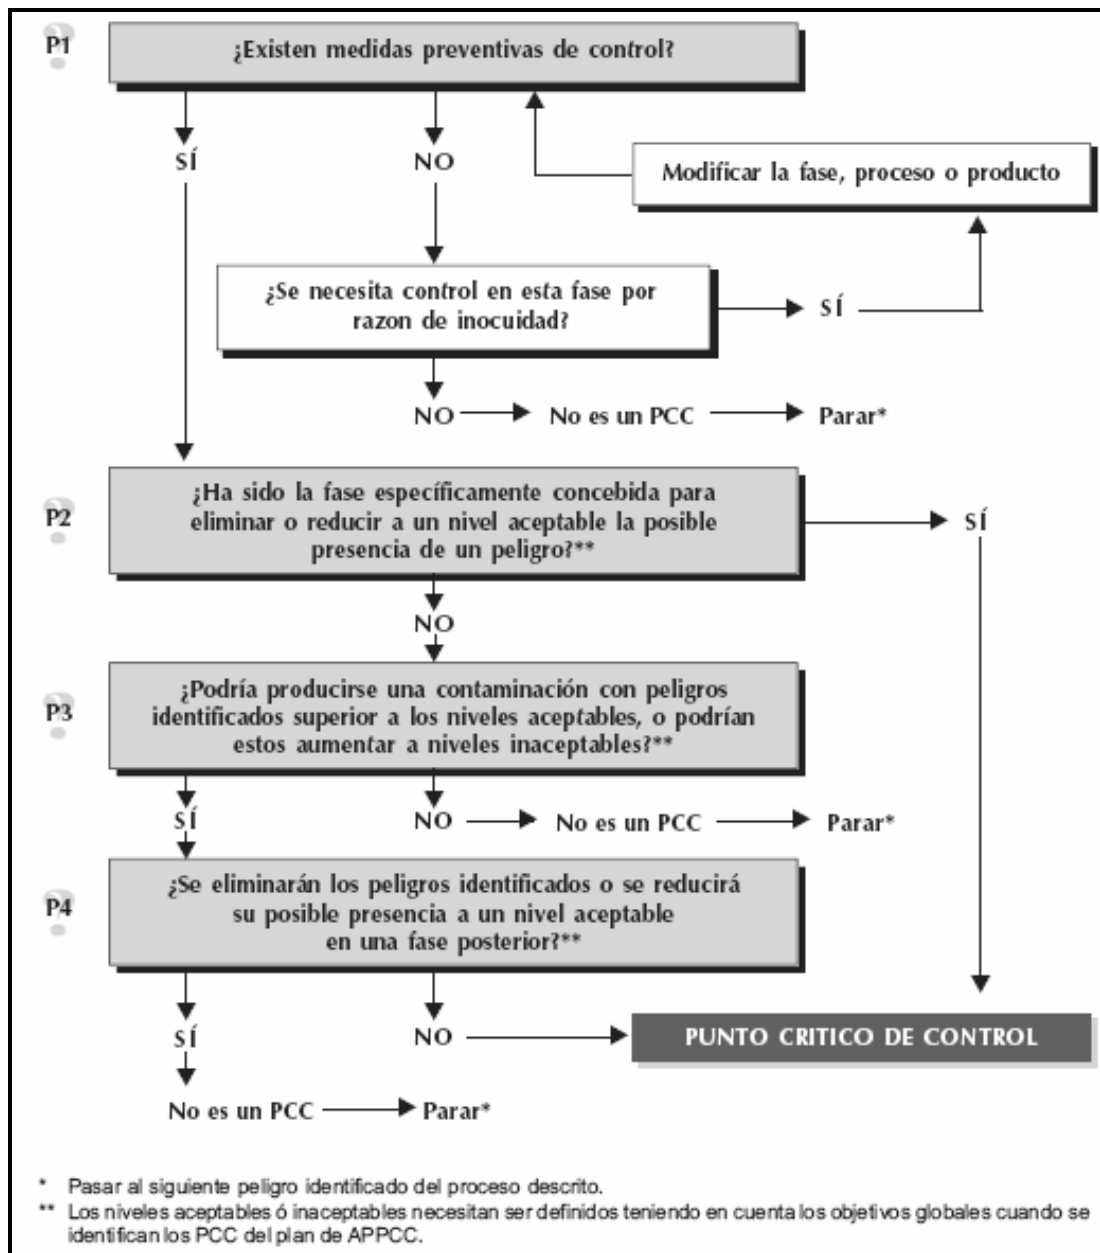 P1
¿Existen medidas preventivas de control?
SÍ
NO
Modificar la fase, proceso o producto
¿Se necesita control en esta fase por
razon de inocuidad?
SÍ
NO
No es un PCC
Parar*
P2
¿Ha sido la fase específicamente concebida para
eliminar o reducir a un nivel aceptable la posible
presencia de un peligro?**
SÍ
NO
P3
¿Podría producirse una contaminación con peligros
identificados superior a los niveles aceptables, o podrían
estos aumentar a niveles inaceptables?**
SÍ
NO
No es un PCC
Parar*
P4
¿Se eliminarán los peligros identificados o se reducirá
su posible presencia a un nivel aceptable
en una fase posterior?**
SÍ
NO
PUNTO CRITICO DE CONTROL
No es un PCC
Parar*
* Pasar al siguiente peligro identificado del proceso descrito.
** Los niveles aceptables ó inaceptables necesitan ser definidos teniendo en cuenta los objetivos globales cuando se
identifican los PCC del plan de APPCC.